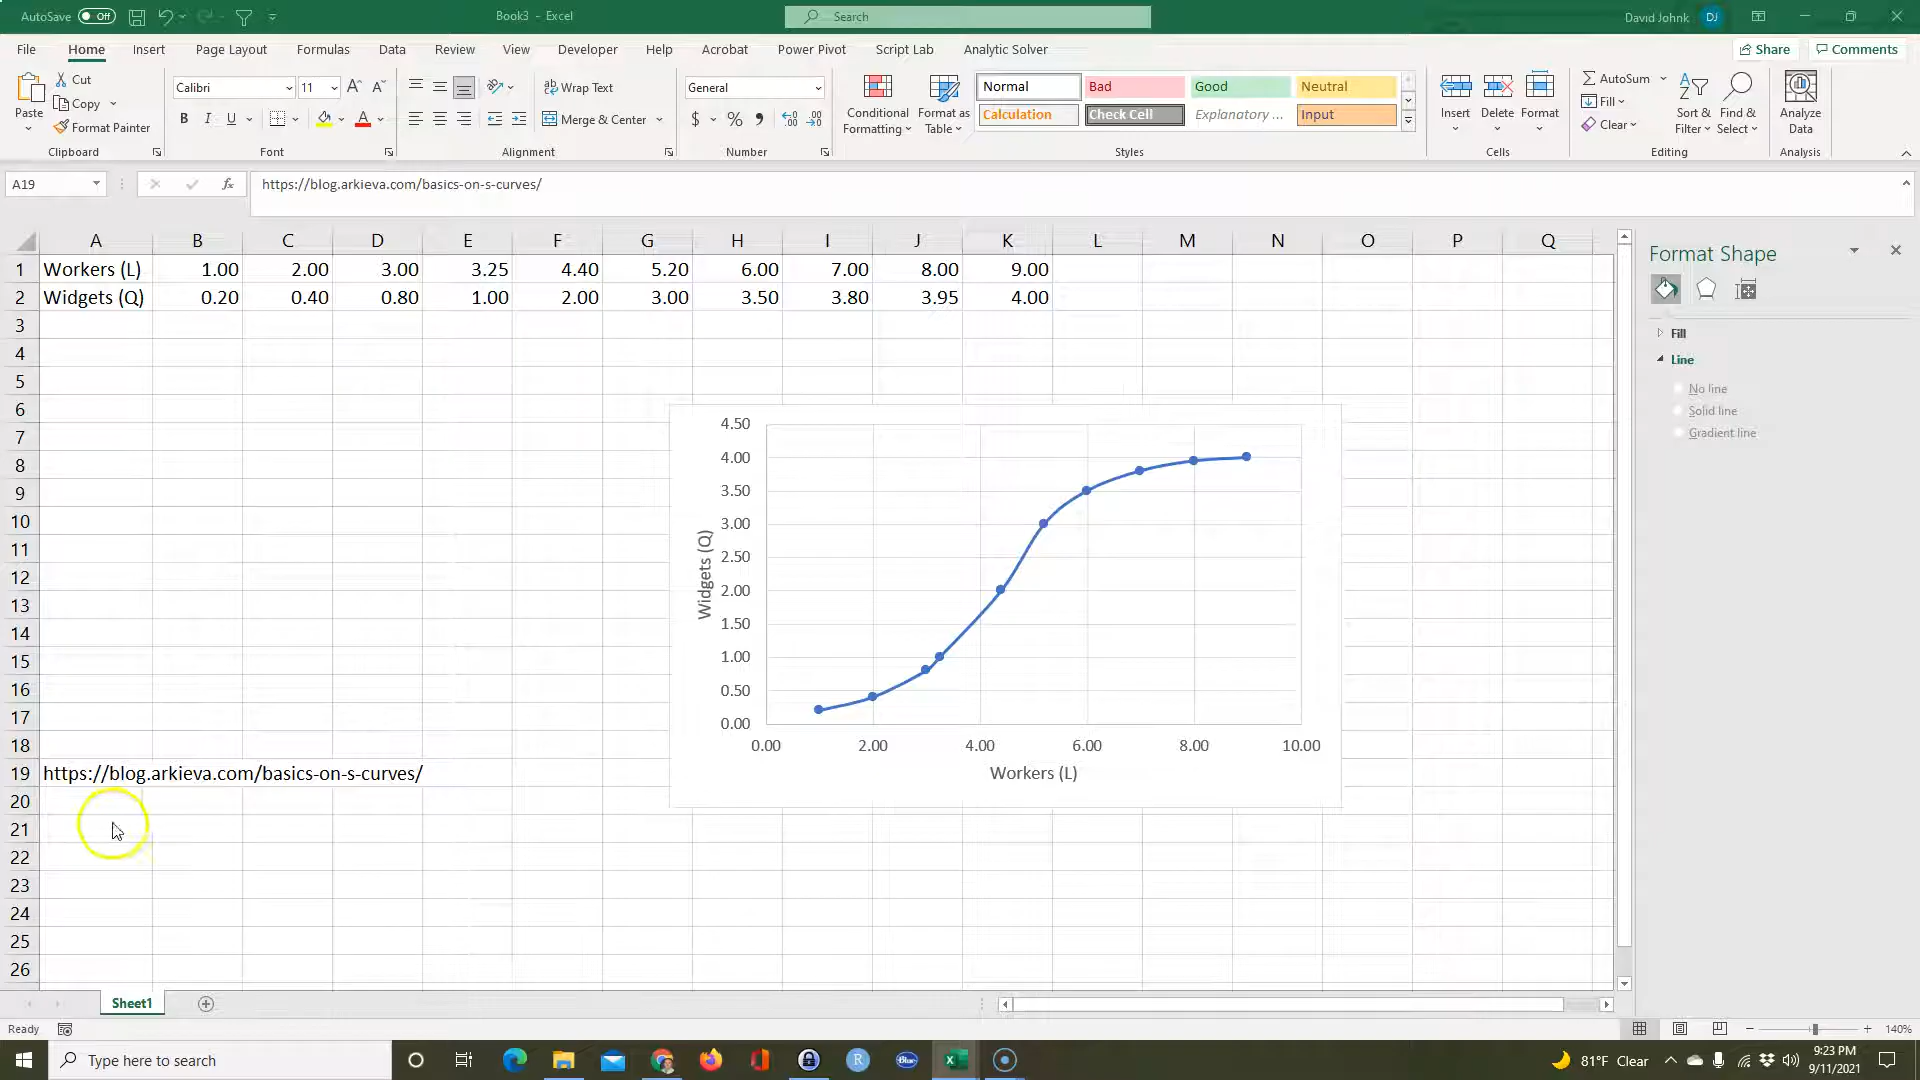 AutoSave Off Book3 - Excel Search David Johnk DJ
File Home Insert Page Layout Formulas Data Review View Developer Help Acrobat Power Pivot Script Lab Analytic Solver Share Comments
Paste Cut Copy Format Painter Clipboard
Calibri 11 B I U A A A Font
Wrap Text Merge & Center Alignment
General $ % Number
Conditional Formatting Format as Table
Normal Bad Good Neutral
Calculation Check Cell Explanatory ... Input
Styles
Insert Delete Format Cells
AutoSum Fill Clear Sort & Filter Find & Select Editing
Analyze Data Analysis
A19 fx https://blog.arkieva.com/basics-on-s-curves/
A B C D E F G H I J K L M N O P Q
1 Workers (L) 1.00 2.00 3.00 3.25 4.40 5.20 6.00 7.00 8.00 9.00
2 Widgets (Q) 0.20 0.40 0.80 1.00 2.00 3.00 3.50 3.80 3.95 4.00
3
4
5
6
7
8
9
10
11
12
13
14
15
16
17
18
19 https://blog.arkieva.com/basics-on-s-curves/
20
21
22
23
24
25
26
4.50
4.00
3.50
3.00
2.50
2.00
1.50
1.00
0.50
0.00
Widgets (Q)
0.00 2.00 4.00 6.00 8.00 10.00
Workers (L)
Format Shape
Fill
Line
No line
Solid line
Gradient line
Sheet1
Ready 140%
Type here to search R Blue 81°F Clear 9:23 PM
9/11/2021